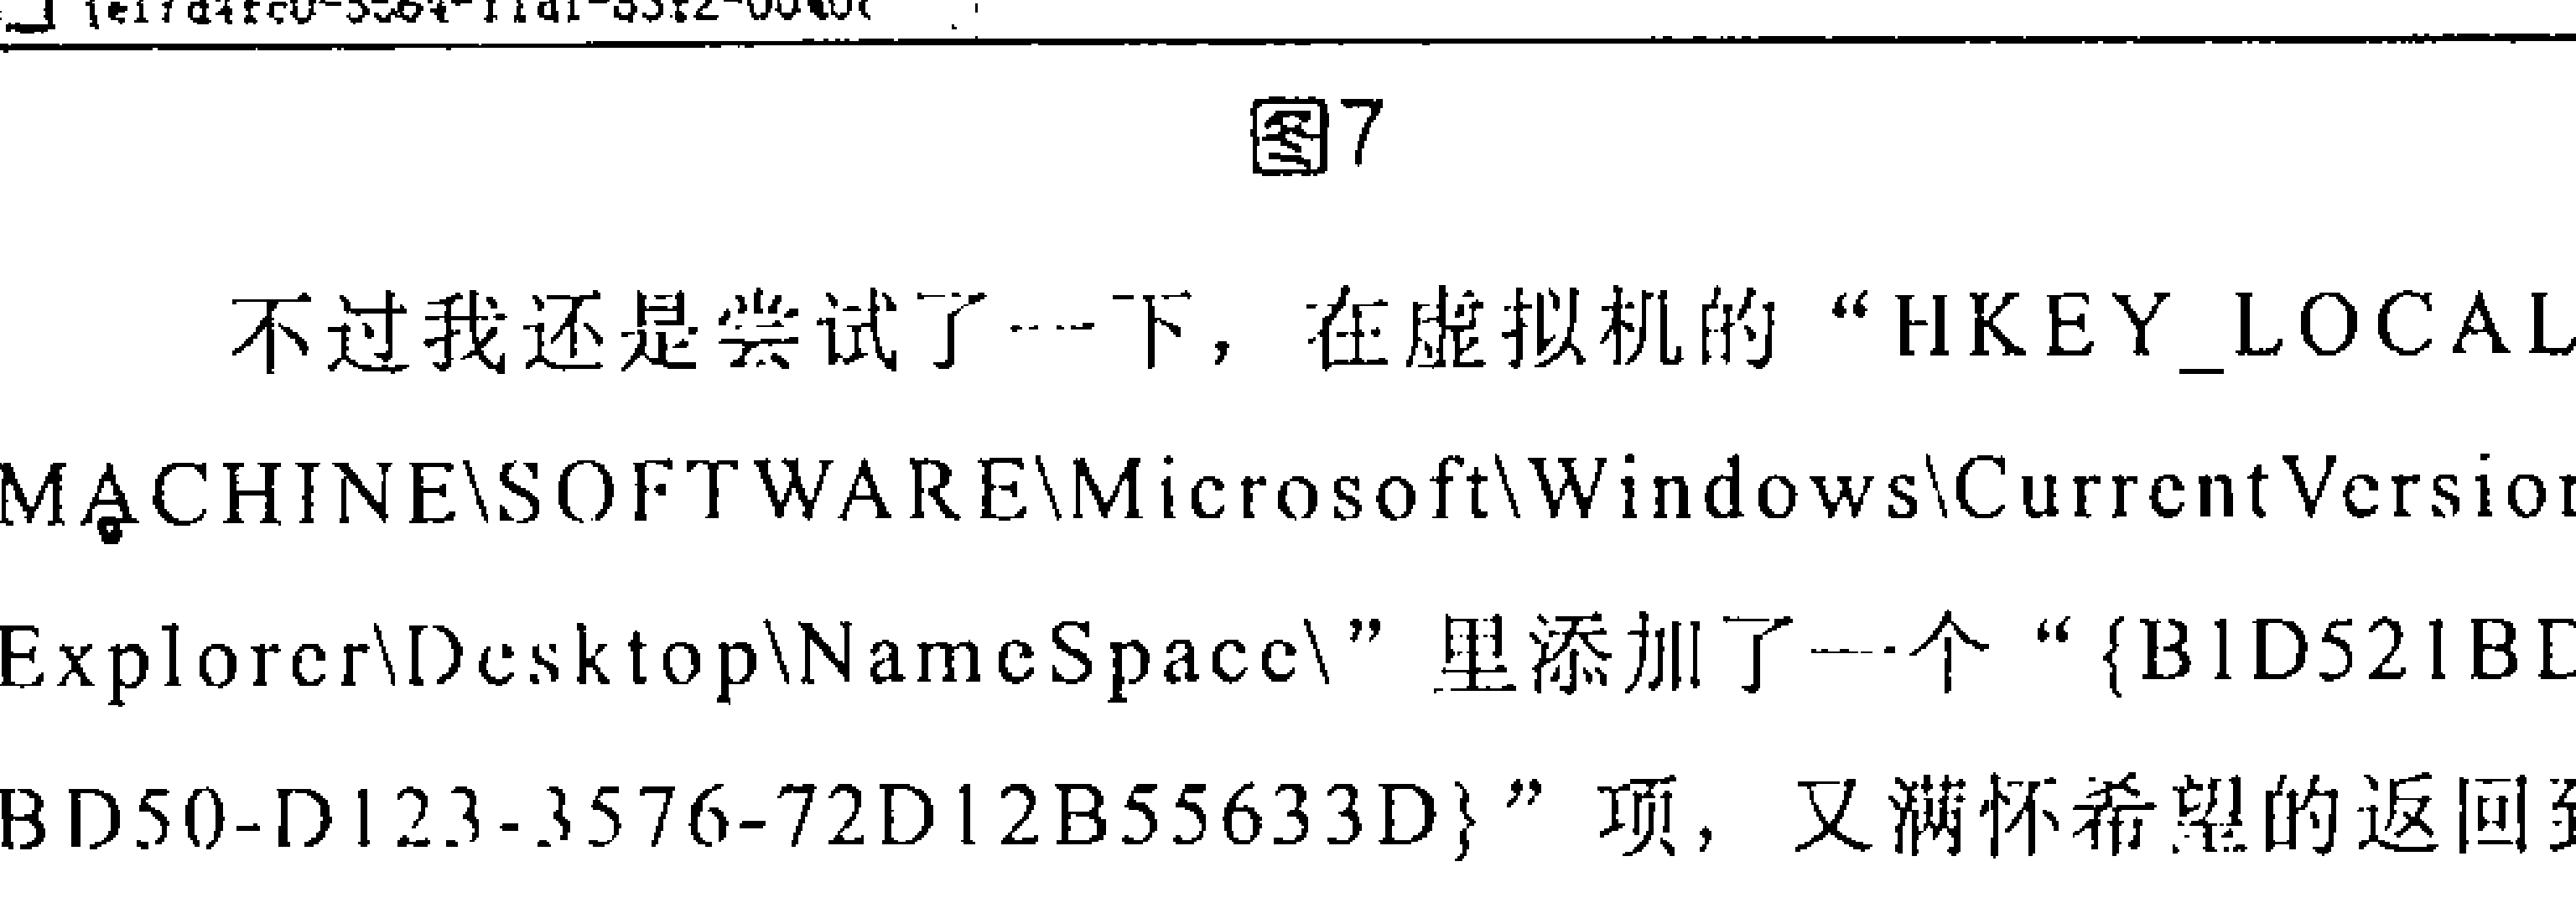 图7
不过我还是尝试了一下，在虚拟机的“HKEY_LOCAL
MACHINE\SOFTWARE\Microsoft\Windows\CurrentVersion
Explorer\Desktop\NameSpace\”里添加了一个“{B1D521BD
BD50-D123-3576-72D12B55633D}”项，又满怀希望的返回到